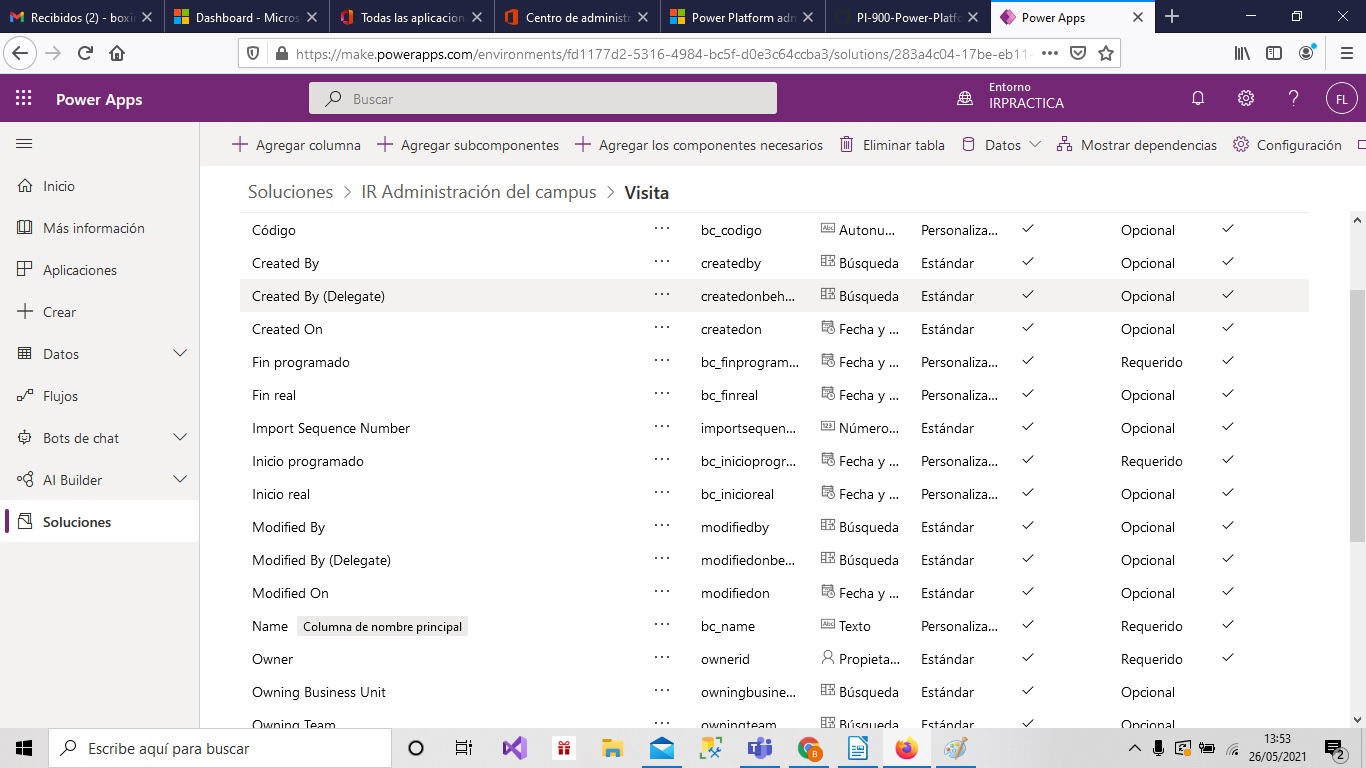 Recibidos (2) - boxi
Dashboard - Micros
Todas las aplicacion
Centro de administ
Power Platform adm
PI-900-Power-Platfo
Power Apps
https://make.powerapps.com/environments/fd1177d2-5316-4984-bc5f-d0e3c64ccba3/solutions/283a4c04-17be-eb11-
Power Apps
Buscar
Entorno
IRPRACTICA
FL
Agregar columna
Agregar subcomponentes
Agregar los componentes necesarios
Eliminar tabla
Datos
Mostrar dependencias
Configuración
Inicio
Más información
Aplicaciones
Crear
Datos
Flujos
Bots de chat
AI Builder
Soluciones
Soluciones > IR Administración del campus > Visita
Código ··· bc_codigo Abc Autonu... Personaliza... Opcional
Created By ··· createdby Búsqueda Estándar Opcional
Created By (Delegate) ··· createdonbeh... Búsqueda Estándar Opcional
Created On ··· createdon Fecha y ... Estándar Opcional
Fin programado ··· bc_finprogram... Fecha y ... Personaliza... Requerido
Fin real ··· bc_finreal Fecha y ... Personaliza... Opcional
Import Sequence Number ··· importsequen... 123 Número... Estándar Opcional
Inicio programado ··· bc_inicioprogr... Fecha y ... Personaliza... Requerido
Inicio real ··· bc_inicioreal Fecha y ... Personaliza... Opcional
Modified By ··· modifiedby Búsqueda Estándar Opcional
Modified By (Delegate) ··· modifiedonbe... Búsqueda Estándar Opcional
Modified On ··· modifiedon Fecha y ... Estándar Opcional
Name Columna de nombre principal ··· bc_name Abc Texto Personaliza... Requerido
Owner ··· ownerid Propieta... Estándar Requerido
Owning Business Unit ··· owningbusine... Búsqueda Estándar Opcional
Owning Team ··· owningteam Búsqueda Estándar Opcional
Escribe aquí para buscar
13:53
26/05/2021
2